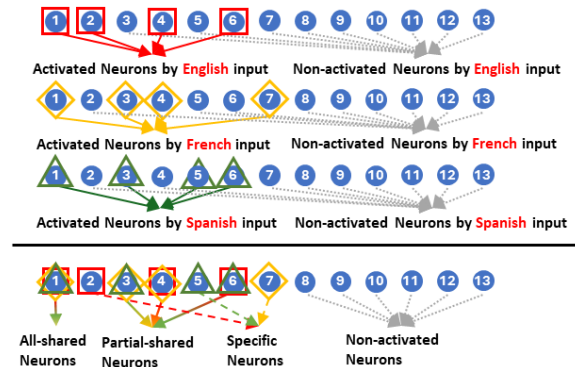 1 2 3 4 5 6 7 8 9 10 11 12 13
Activated Neurons by English input Non-activated Neurons by English input
1 2 3 4 5 6 7 8 9 10 11 12 13
Activated Neurons by French input Non-activated Neurons by French input
1 2 3 4 5 6 7 8 9 10 11 12 13
Activated Neurons by Spanish input Non-activated Neurons by Spanish input
1 2 3 4 5 6 7 8 9 10 11 12 13
All-shared Partial-shared Specific Non-activated
Neurons Neurons Neurons Neurons